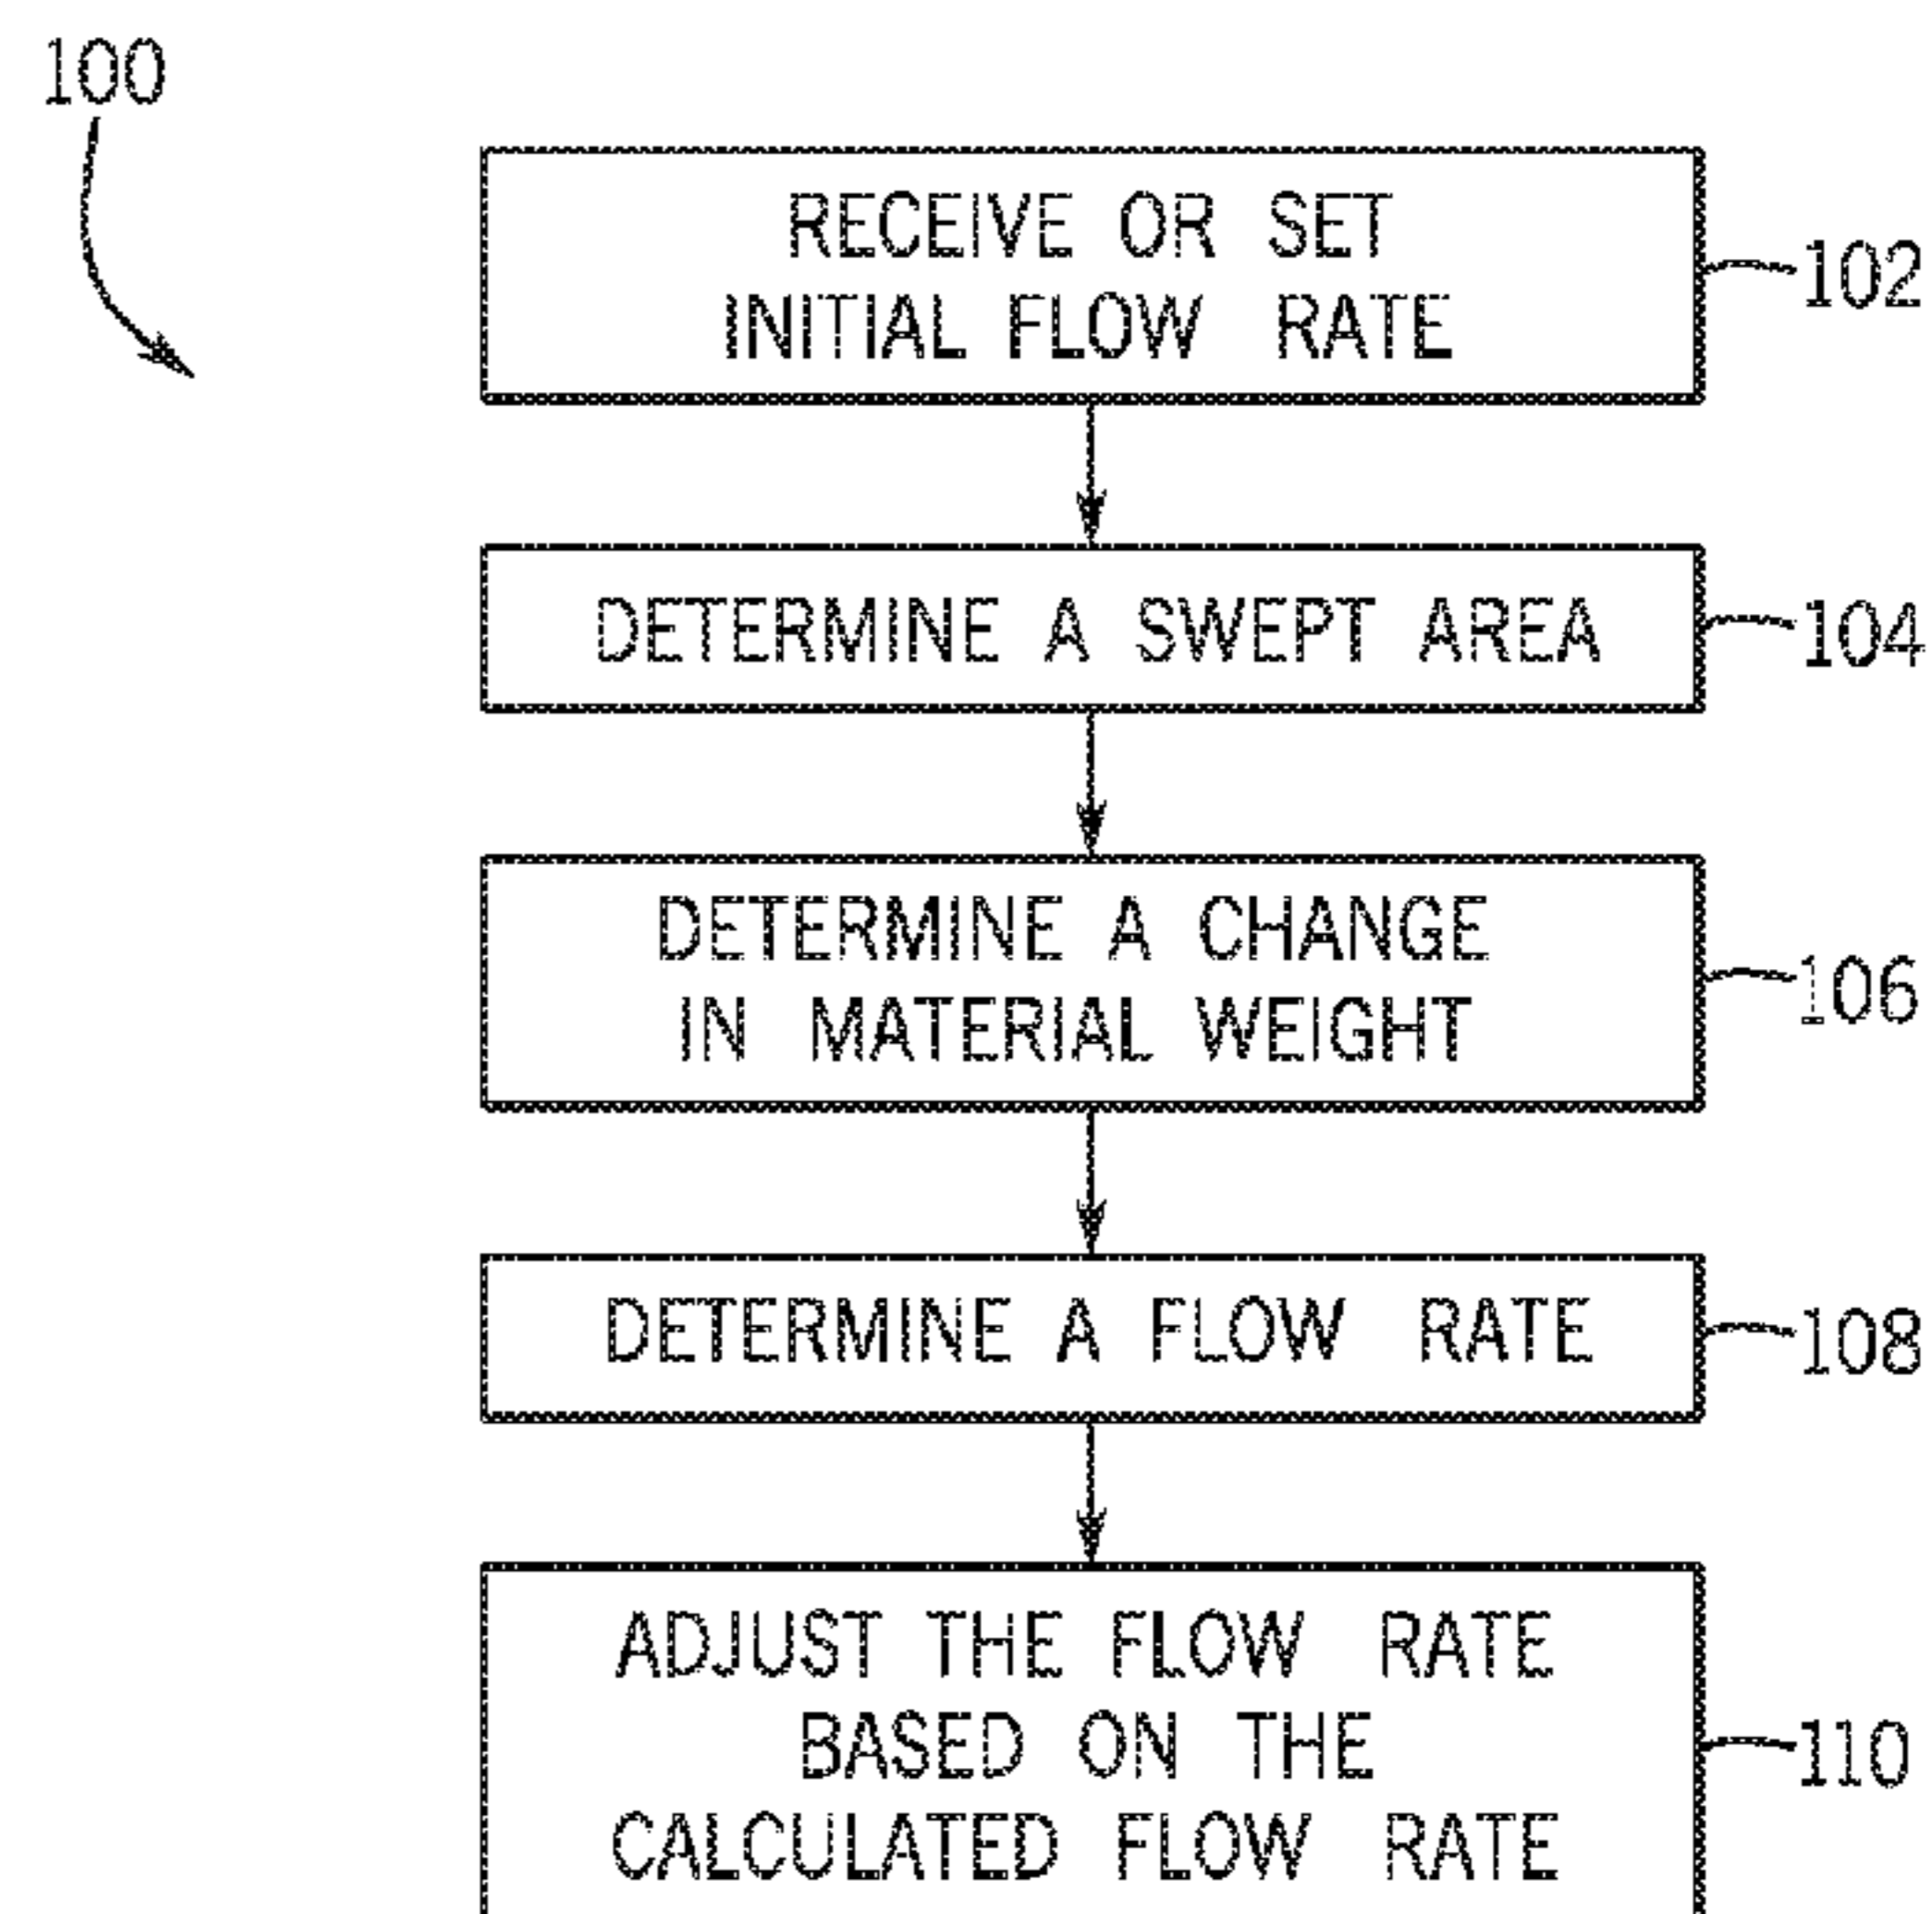 100
RECEIVE OR SET
INITIAL FLOW RATE
102
DETERMINE A SWEPT AREA
104
DETERMINE A CHANGE
IN MATERIAL WEIGHT
106
DETERMINE A FLOW RATE
108
ADJUST THE FLOW RATE
BASED ON THE
CALCULATED FLOW RATE
110